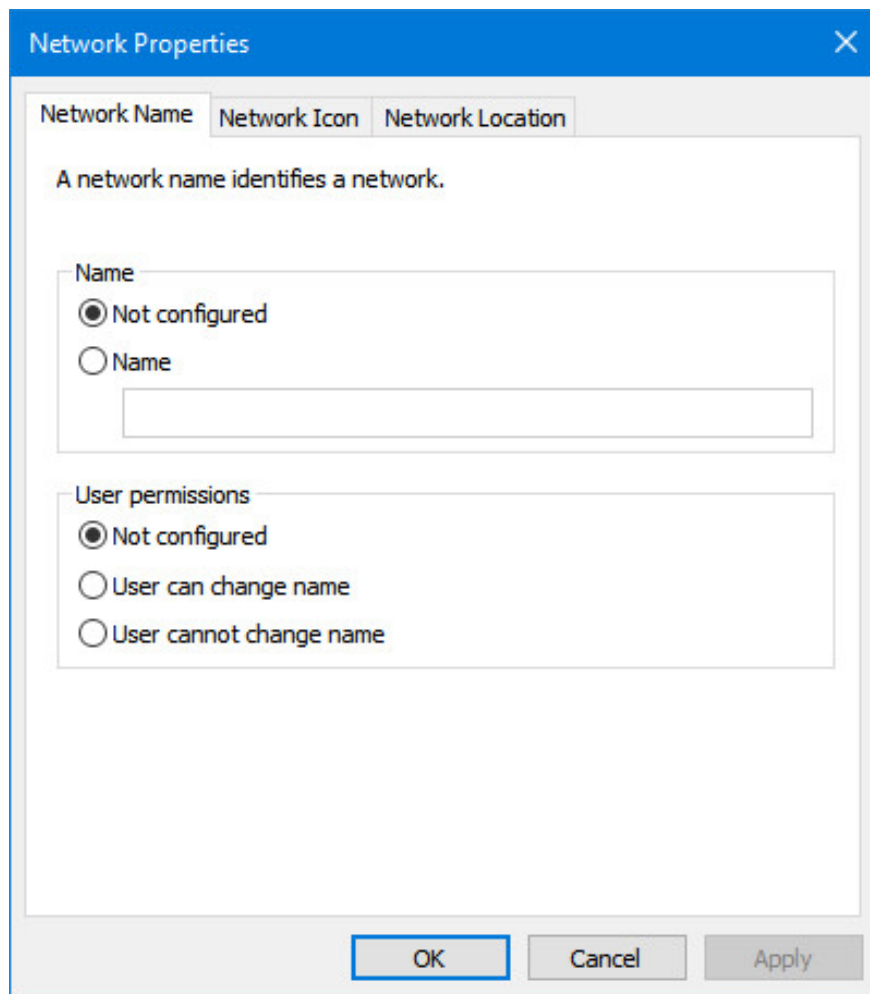 Network Properties
Network Name Network Icon Network Location
A network name identifies a network.
Name
Not configured
Name
User permissions
Not configured
User can change name
User cannot change name
OK Cancel Apply